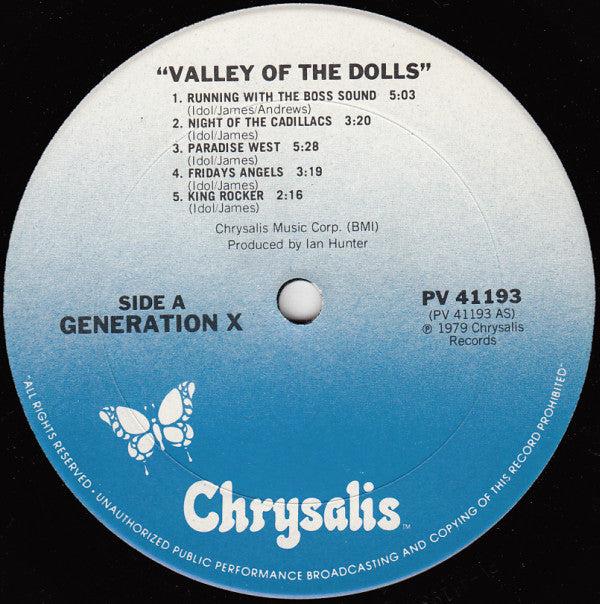 "VALLEY OF THE DOLLS"
1. RUNNING WITH THE BOSS SOUND 5:03
(Idol/James/Andrews)
2. NIGHT OF THE CADILLACS 3:20
(Idol/James)
3. PARADISE WEST 5:28
(Idol/James)
4. FRIDAYS ANGELS 3:19
(Idol/James)
5. KING ROCKER 2:16
(Idol/James)
Chrysalis Music Corp. (BMI)
Produced by Ian Hunter
SIDE A
GENERATION X
PV 41193
(PV 41193 AS)
℗ 1979 Chrysalis
Records
Chrysalis™
-ALL RIGHTS RESERVED · UNAUTHORIZED PUBLIC PERFORMANCE BROADCASTING AND COPYING OF THIS RECORD PROHIBITED-